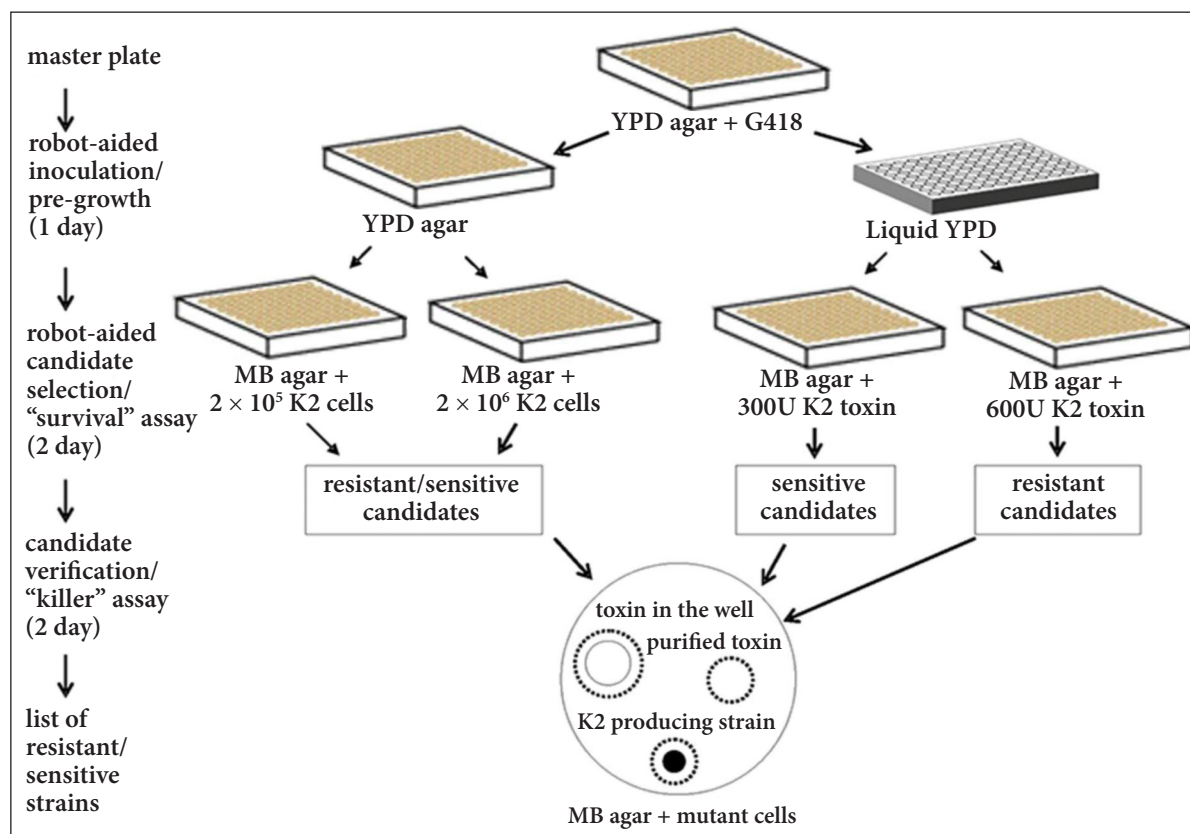 master plate
robot-aided
inoculation/
pre-growth
(1 day)
robot-aided
candidate
selection/
“survival” assay
(2 day)
candidate
verification/
“killer” assay
(2 day)
list of
resistant/
sensitive
strains
YPD agar + G418
YPD agar
Liquid YPD
MB agar +
2 × 10⁵ K2 cells
MB agar +
2 × 10⁶ K2 cells
MB agar +
300U K2 toxin
MB agar +
600U K2 toxin
resistant/sensitive
candidates
sensitive
candidates
resistant
candidates
toxin in the well
purified toxin
K2 producing strain
MB agar + mutant cells